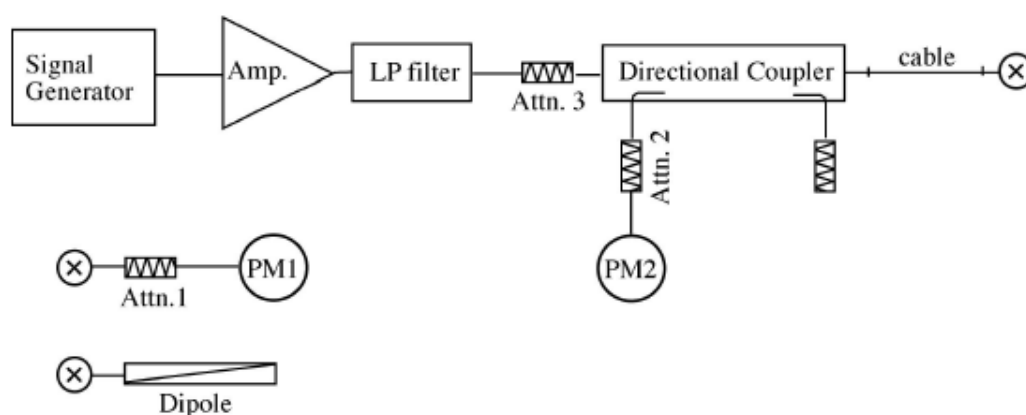 Signal
Generator
Amp.
LP filter
Attn. 3
Directional Coupler
cable
Attn. 2
PM1
Attn.1
PM2
Dipole